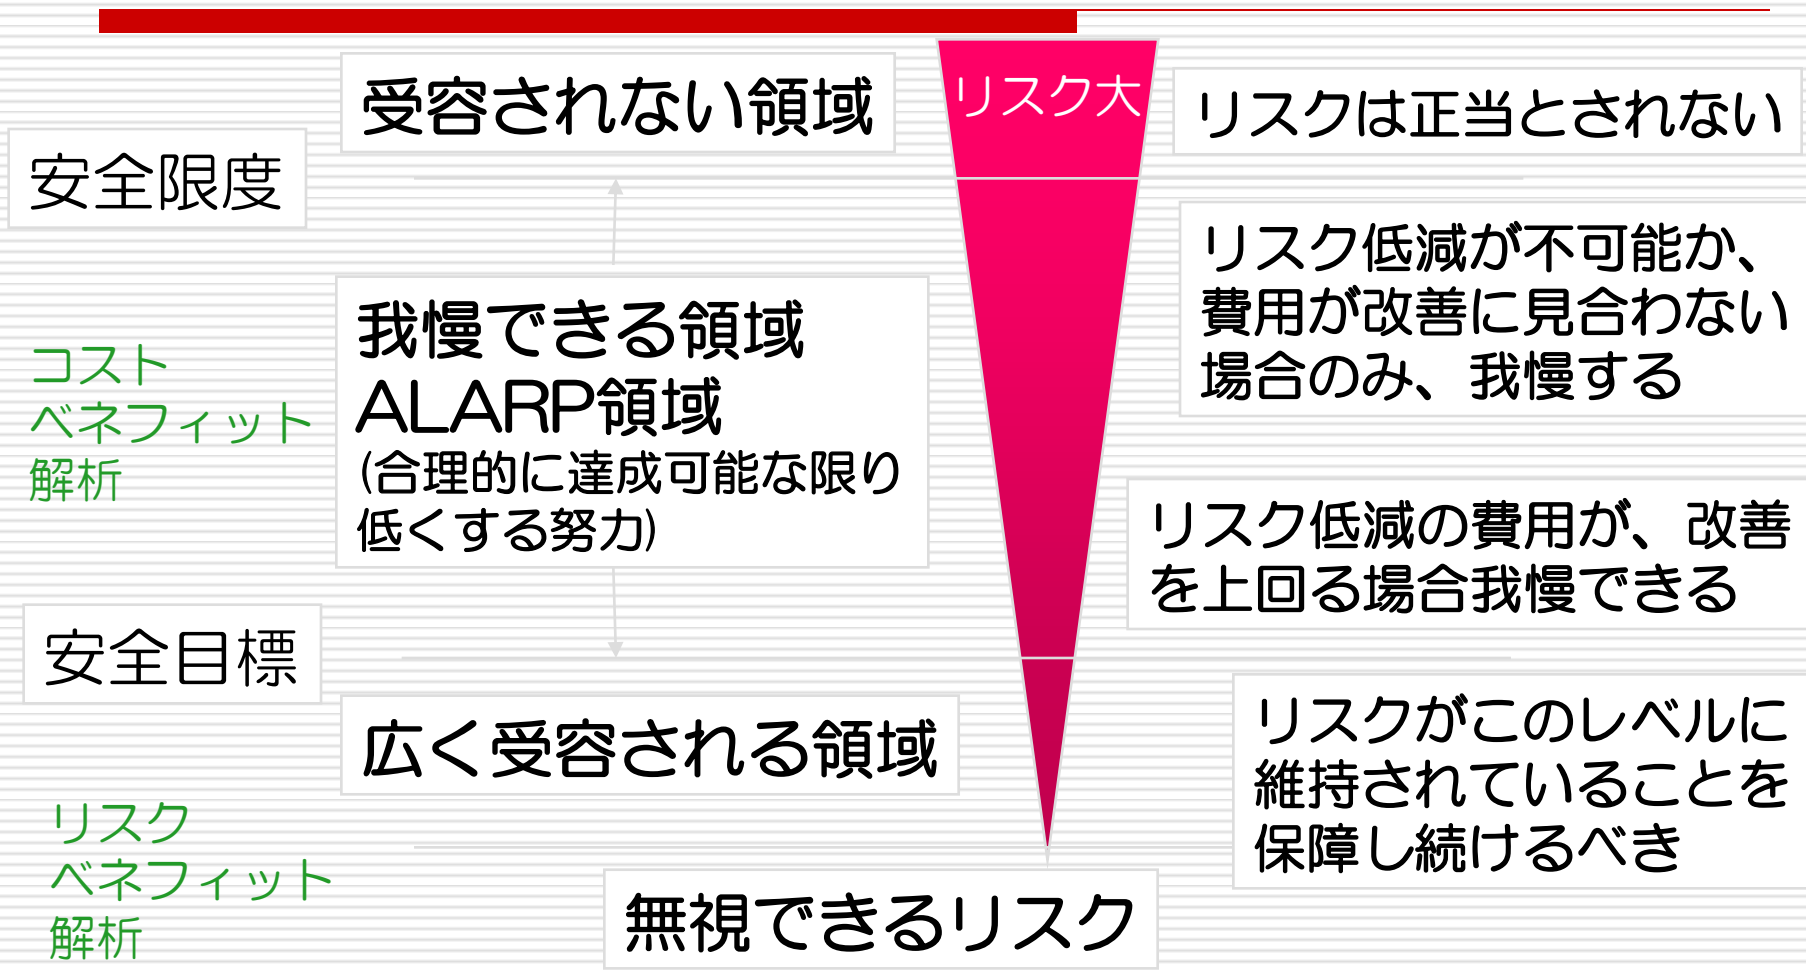 受容されない領域
リスク大
リスクは正当とされない
安全限度
リスク低減が不可能か、
費用が改善に見合わない
場合のみ、我慢する
我慢できる領域
ALARP領域
(合理的に達成可能な限り
低くする努力)
コスト
ベネフィット
解析
リスク低減の費用が、改善
を上回る場合我慢できる
安全目標
広く受容される領域
リスクがこのレベルに
維持されていることを
保障し続けるべき
リスク
ベネフィット
解析
無視できるリスク